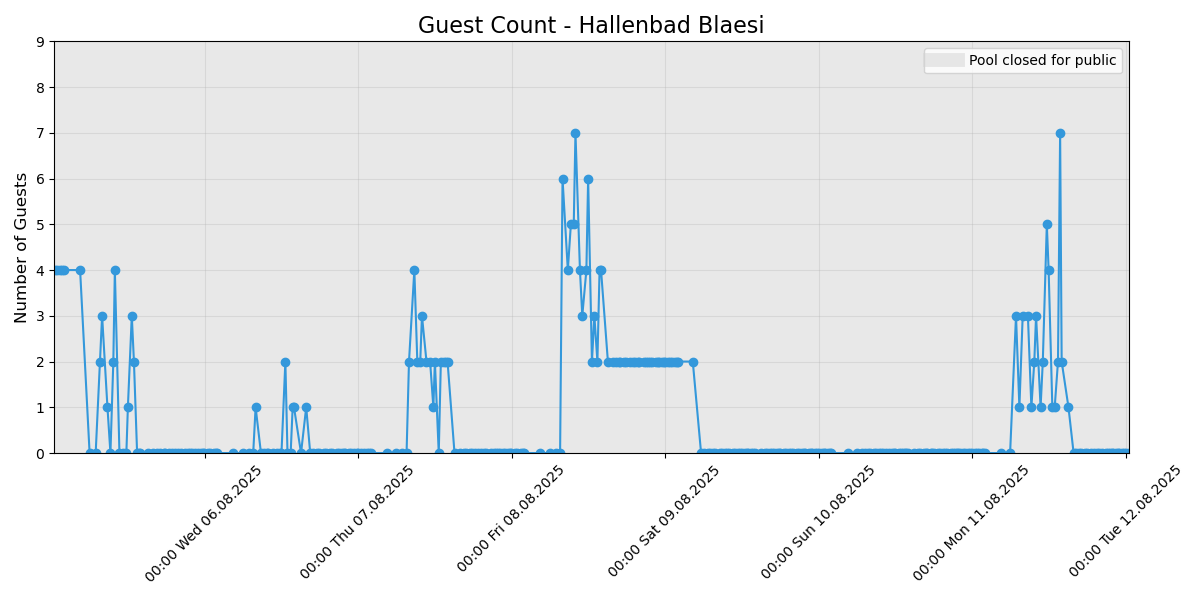 Guest Count - Hallenbad Blaesi
Pool closed for public
Number of Guests
9
8
7
6
5
4
3
2
1
0
00:00 Wed 06.08.2025
00:00 Thu 07.08.2025
00:00 Fri 08.08.2025
00:00 Sat 09.08.2025
00:00 Sun 10.08.2025
00:00 Mon 11.08.2025
00:00 Tue 12.08.2025